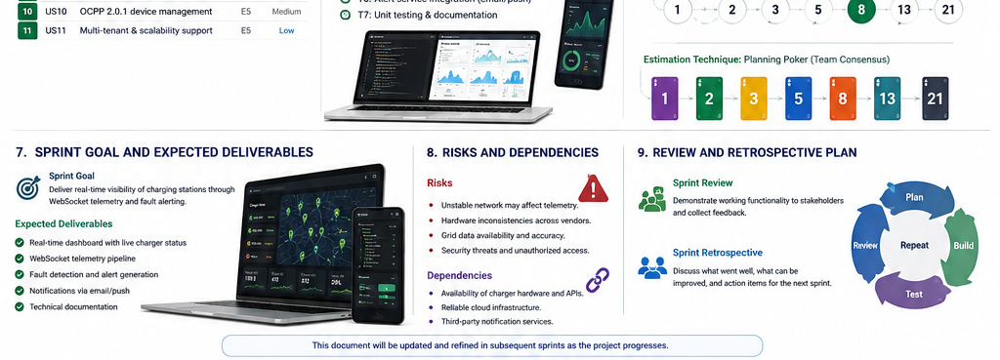 10 US10 OCPP 2.0.1 device management E5 Medium
11 US11 Multi-tenant & scalability support E5 Low
T7: Unit testing & documentation
1 2 3 5 8 13 21
Estimation Technique: Planning Poker (Team Consensus)
1 2 3 5 8 13 21
7. SPRINT GOAL AND EXPECTED DELIVERABLES
Sprint Goal
Deliver real-time visibility of charging stations through
WebSocket telemetry and fault alerting.
Expected Deliverables
Real-time dashboard with live charger status
WebSocket telemetry pipeline
Fault detection and alert generation
Notifications via email/push
Technical documentation
8. RISKS AND DEPENDENCIES
Risks
• Unstable network may affect telemetry.
• Hardware inconsistencies across vendors.
• Grid data availability and accuracy.
• Security threats and unauthorized access.
Dependencies
• Availability of charger hardware and APIs.
• Reliable cloud infrastructure.
• Third-party notification services.
9. REVIEW AND RETROSPECTIVE PLAN
Sprint Review
Demonstrate working functionality to stakeholders
and collect feedback.
Sprint Retrospective
Discuss what went well, what can be
improved, and action items for the next sprint.
Plan
Review
Repeat
Build
Test
This document will be updated and refined in subsequent sprints as the project progresses.